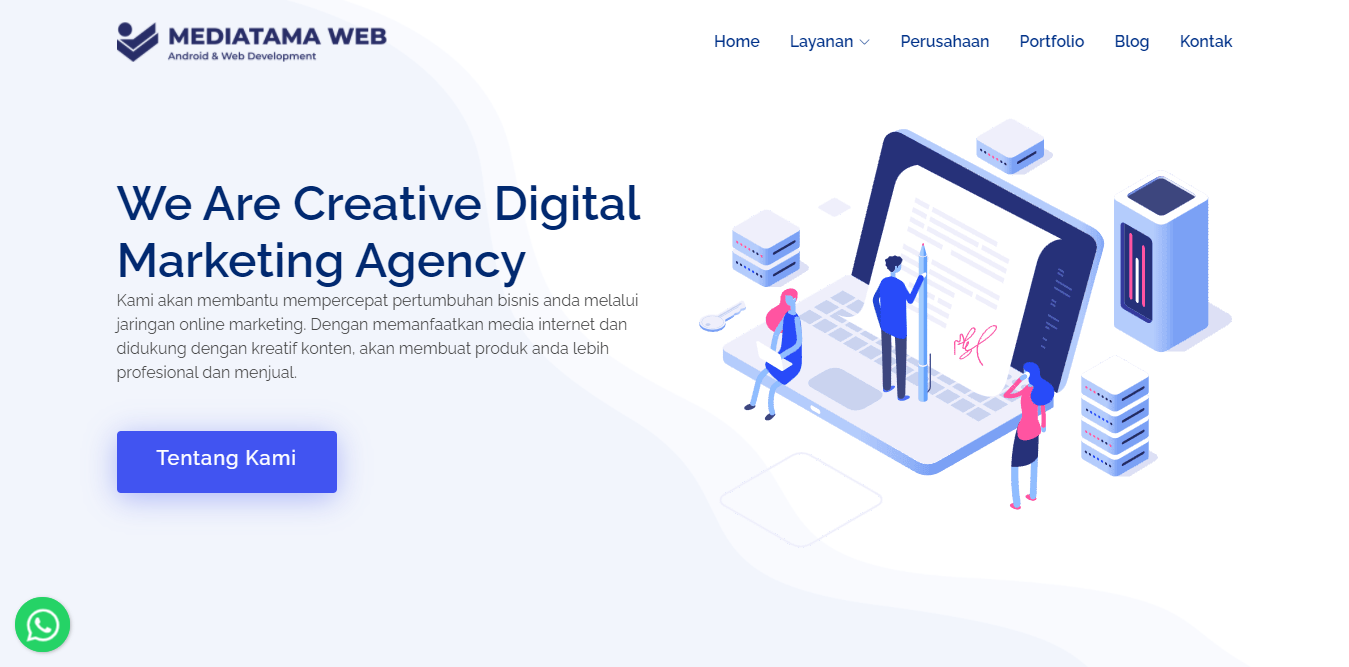 MEDIATAMA WEB
Android & Web Development
Home Layanan Perusahaan Portfolio Blog Kontak
We Are Creative Digital
Marketing Agency
Kami akan membantu mempercepat pertumbuhan bisnis anda melalui
jaringan online marketing. Dengan memanfaatkan media internet dan
didukung dengan kreatif konten, akan membuat produk anda lebih
profesional dan menjual.
Tentang Kami